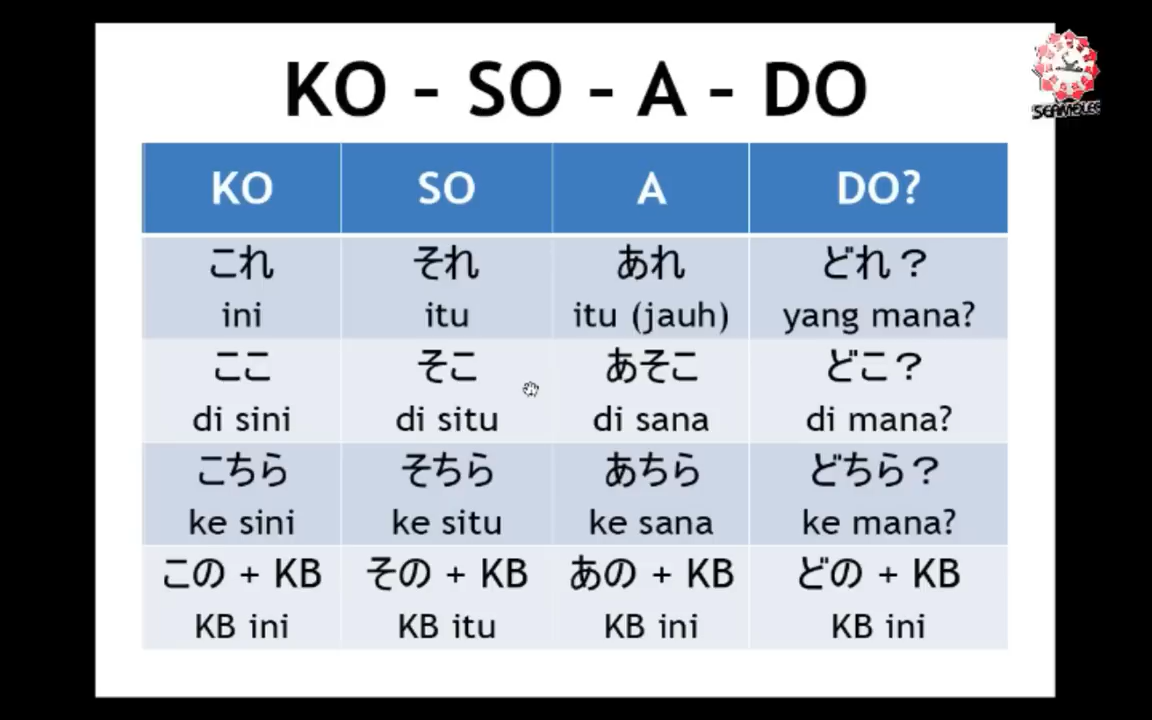 KO - SO - A - DO
SEAMOLEC
KO SO A DO?
これ それ あれ どれ？
ini itu itu (jauh) yang mana?
ここ そこ あそこ どこ？
di sini di situ di sana di mana?
こちら そちら あちら どちら？
ke sini ke situ ke sana ke mana?
この + KB その + KB あの + KB どの + KB
KB ini KB itu KB ini KB ini